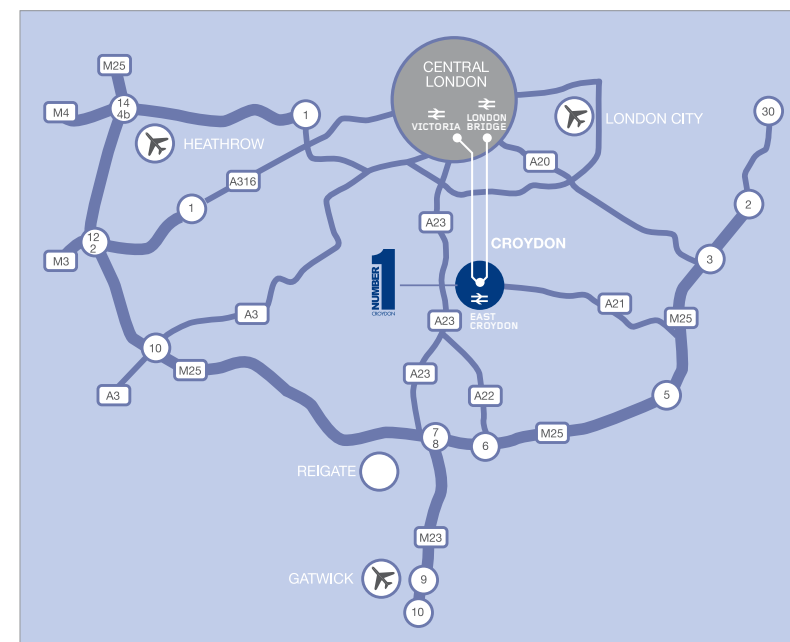 M25
CENTRAL
LONDON
M4
14
4b
1
VICTORIA
LONDON
BRIDGE
LONDON CITY
30
HEATHROW
A20
A316
1
2
A23
12
2
CROYDON
3
M3
NUMBER
1
CROYDON
A21
A3
A23
EAST
CROYDON
M25
10
M25
A23
A3
A22
5
7
8
6
M25
REIGATE
M23
GATWICK
9
10